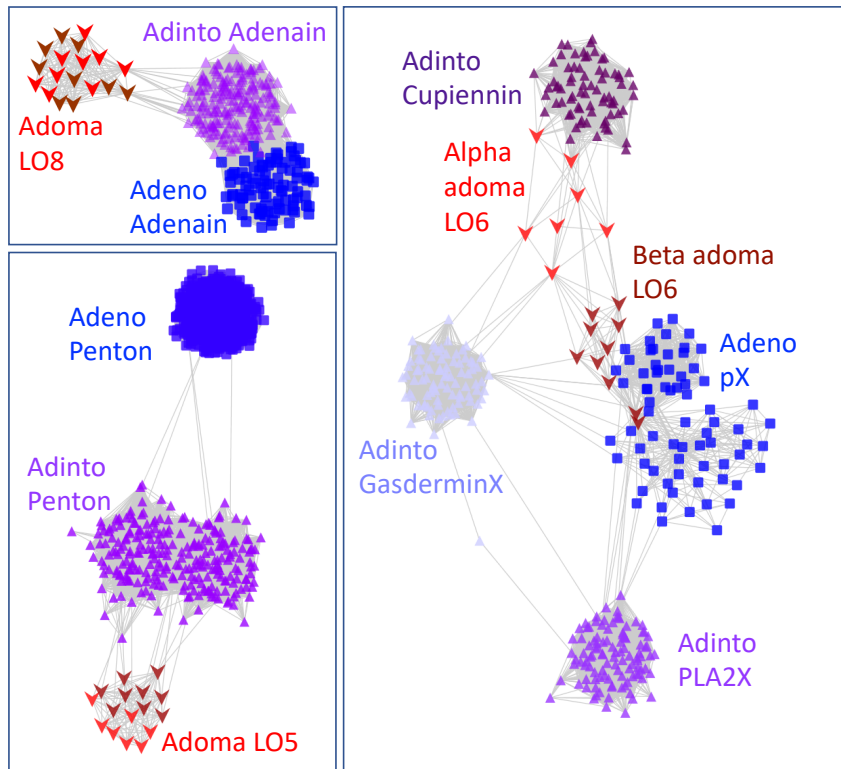 Adinto Adenain
Adoma
LO8
Adeno
Adenain
Adeno
Penton
Adinto
Penton
Adoma LO5
Adinto
Cupiennin
Alpha
adoma
LO6
Beta adoma
LO6
Adeno
pX
Adinto
GasderminX
Adinto
PLA2X